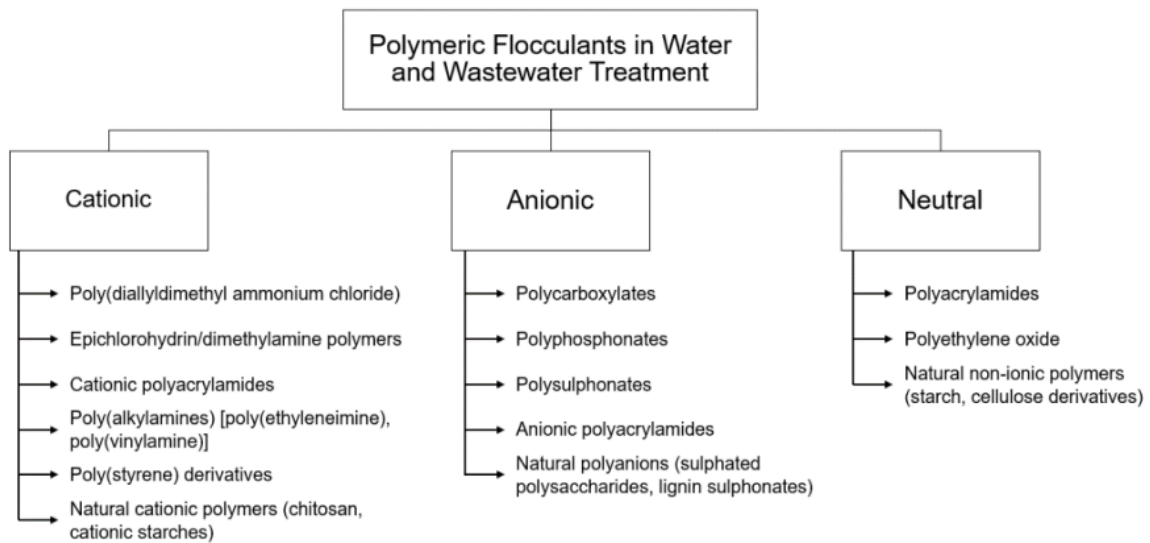 Polymeric Flocculants in Water
and Wastewater Treatment
Cationic
Poly(diallyldimethyl ammonium chloride)
Epichlorohydrin/dimethylamine polymers
Cationic polyacrylamides
Poly(alkylamines) [poly(ethyleneimine),
poly(vinylamine)]
Poly(styrene) derivatives
Natural cationic polymers (chitosan,
cationic starches)
Anionic
Polycarboxylates
Polyphosphonates
Polysulphonates
Anionic polyacrylamides
Natural polyanions (sulphated
polysaccharides, lignin sulphonates)
Neutral
Polyacrylamides
Polyethylene oxide
Natural non-ionic polymers
(starch, cellulose derivatives)